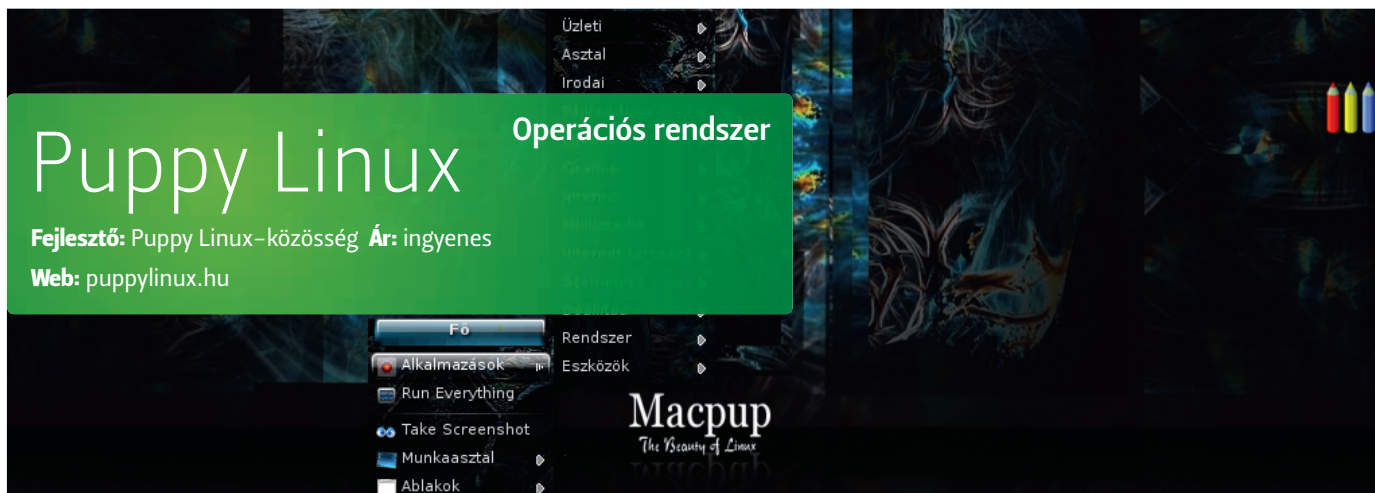 Üzleti
Asztal
Irodai
Operációs rendszer
Puppy Linux
Fejlesztő: Puppy Linux-közösség Ár: ingyenes
Web: puppylinux.hu
Fö
Rendszer
Alkalmazások
Eszközök
Run Everything
Take Screenshot
Munkaasztal
Ablakok
Macpup
The Beauty of Linux